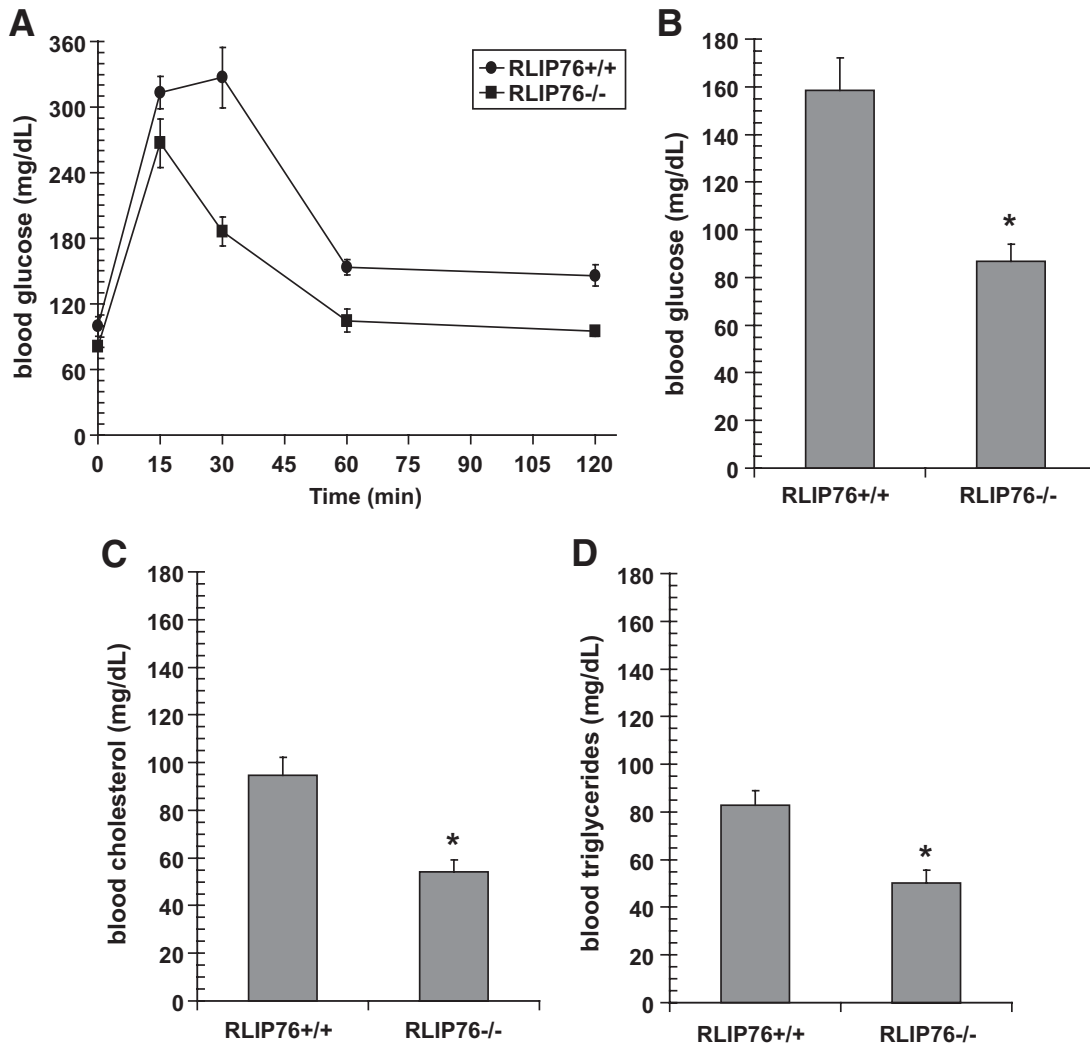 A
blood glucose (mg/dL)
360
300
240
180
120
60
0
0 15 30 45 60 75 90 105 120
Time (min)
RLIP76+/+
RLIP76-/-
B
blood glucose (mg/dL)
180
160
140
120
100
80
60
40
20
0
*
RLIP76+/+ RLIP76-/-
C
blood cholesterol (mg/dL)
180
160
140
120
100
80
60
40
20
0
*
RLIP76+/+ RLIP76-/-
D
blood triglycerides (mg/dL)
180
160
140
120
100
80
60
40
20
0
*
RLIP76+/+ RLIP76-/-